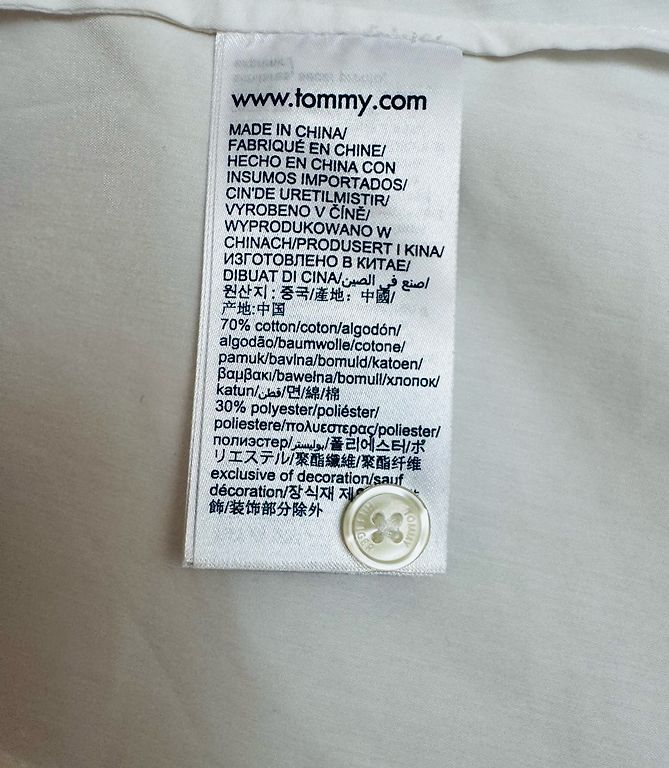 www.tommy.com
MADE IN CHINA/
FABRIQUÉ EN CHINE/
HECHO EN CHINA CON
INSUMOS IMPORTADOS/
CIN'DE URETILMISTIR/
VYROBENO V ČÍNĚ/
WYPRODUKOWANO W
CHINACH/PRODUSERT I KINA/
ИЗГОТОВЛЕНО В КИТАЕ/
DIBUAT DI CINA/صنع في الصين/
원산지 : 중국/產地：中國/
产地:中国
70% cotton/coton/algodón/
algodão/baumwolle/cotone/
pamuk/bavlna/bomuld/katoen/
βαμβακι/bawełna/bomull/хлопок/
katun/قطن/면/綿/棉
30% polyester/poliéster/
poliestere/πολυεστερας/poliester/
полиэстер/بوليستر/폴리에스터/ポ
リエステル/聚酯纖維/聚酯纤维
exclusive of decoration/sauf
décoration/장식재
飾/装饰部分除外
TOMMY
HILFIGER